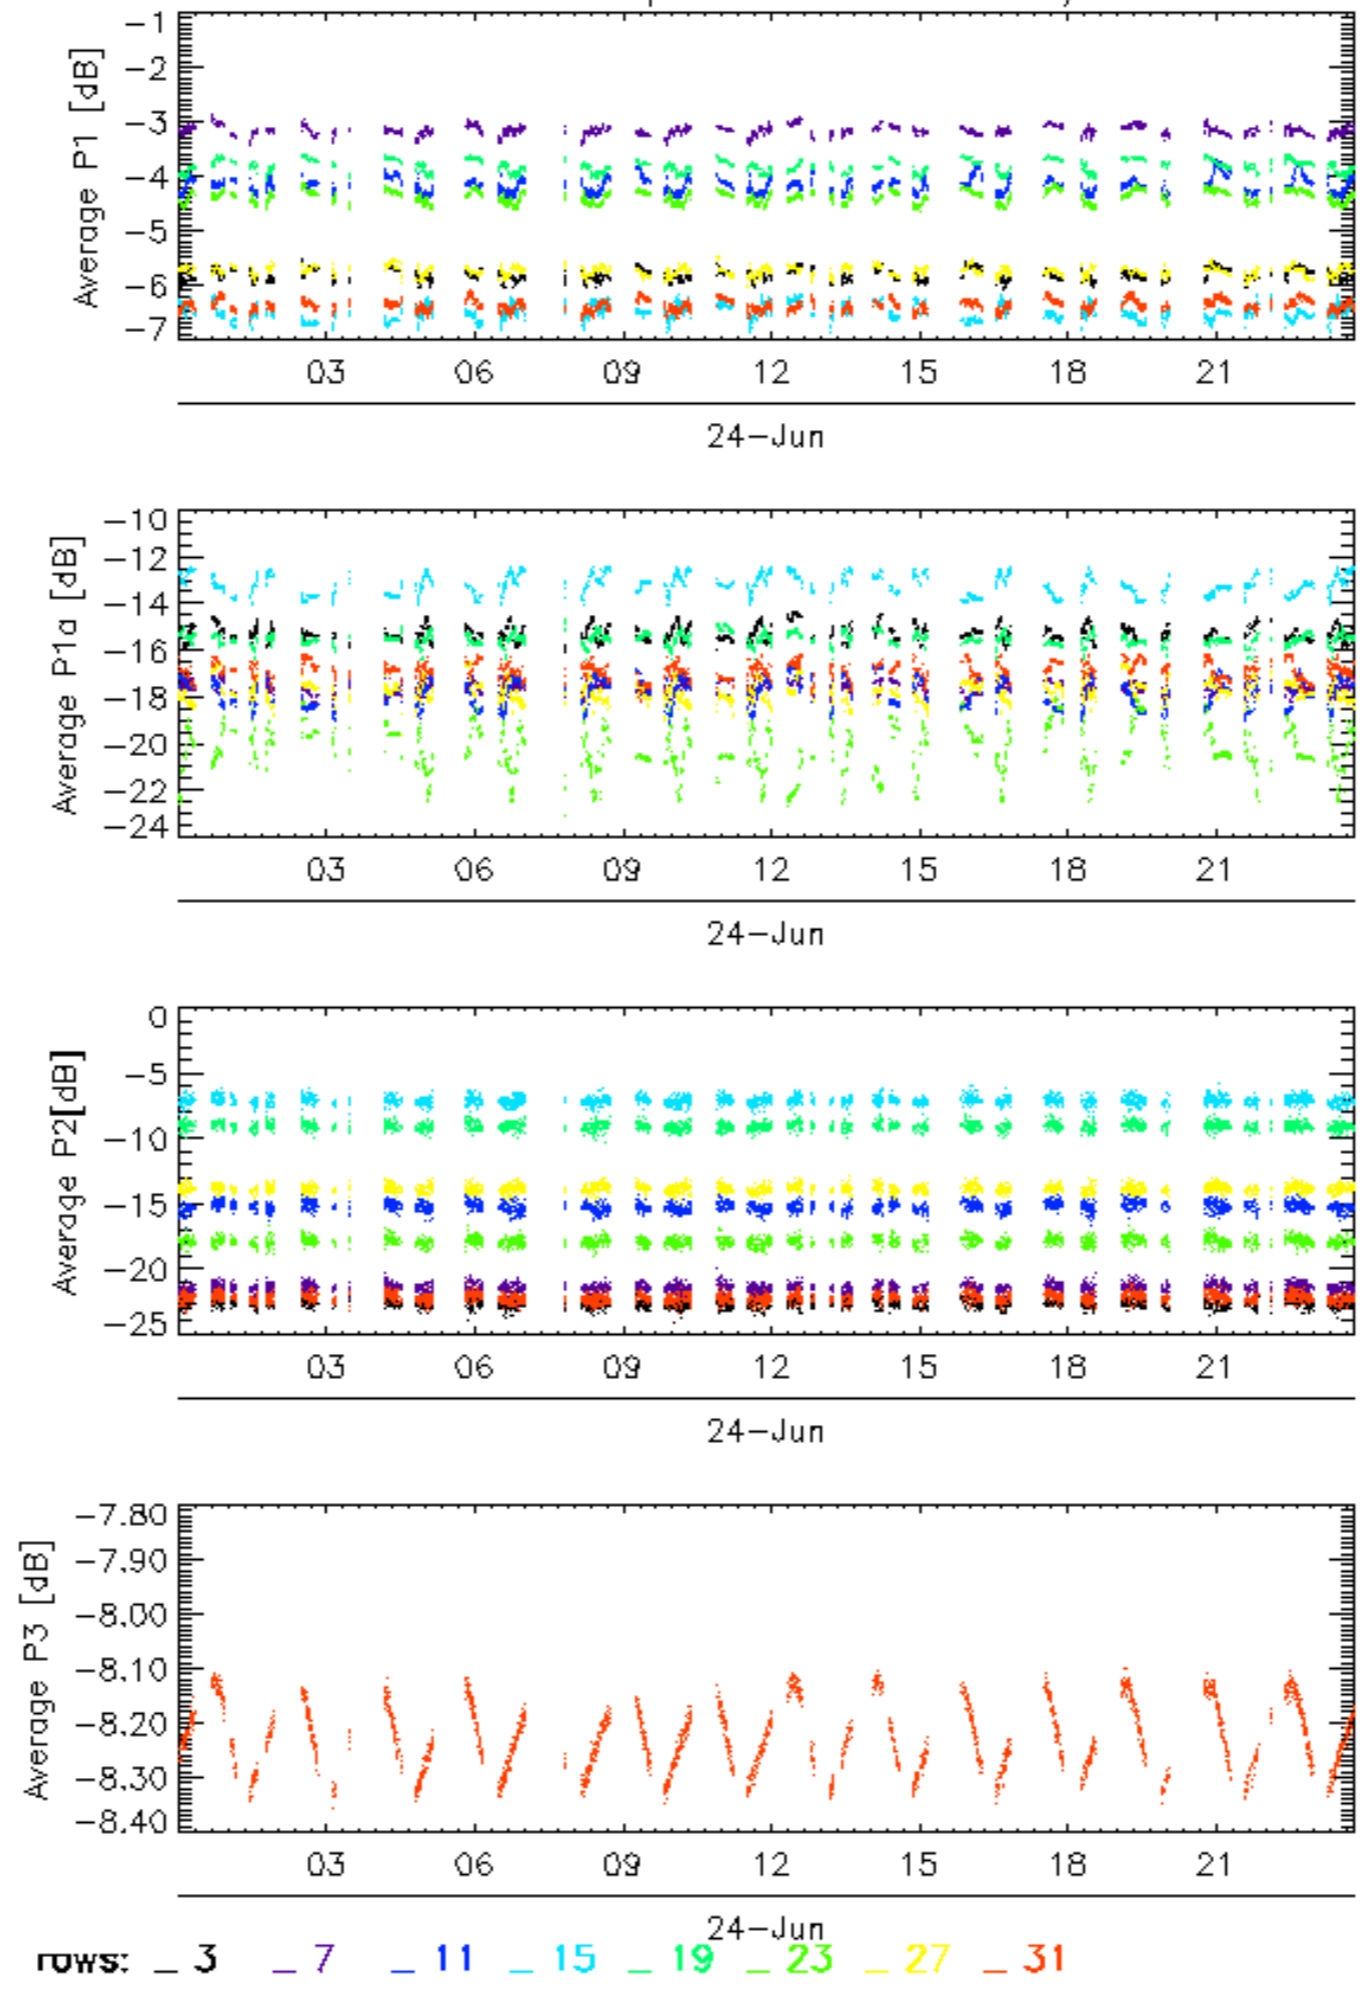 Average P1 [dB]
-1
-2
-3
-4
-5
-6
-7
03 06 09 12 15 18 21
24-Jun
Average P1a [dB]
-10
-12
-14
-16
-18
-20
-22
-24
03 06 09 12 15 18 21
24-Jun
Average P2[dB]
0
-5
-10
-15
-20
-25
03 06 09 12 15 18 21
24-Jun
Average P3 [dB]
-7.80
-7.90
-8.00
-8.10
-8.20
-8.30
-8.40
03 06 09 12 15 18 21
24-Jun
rows: _ 3 _ 7 _ 11 _ 15 _ 19 _ 23 _ 27 _ 31